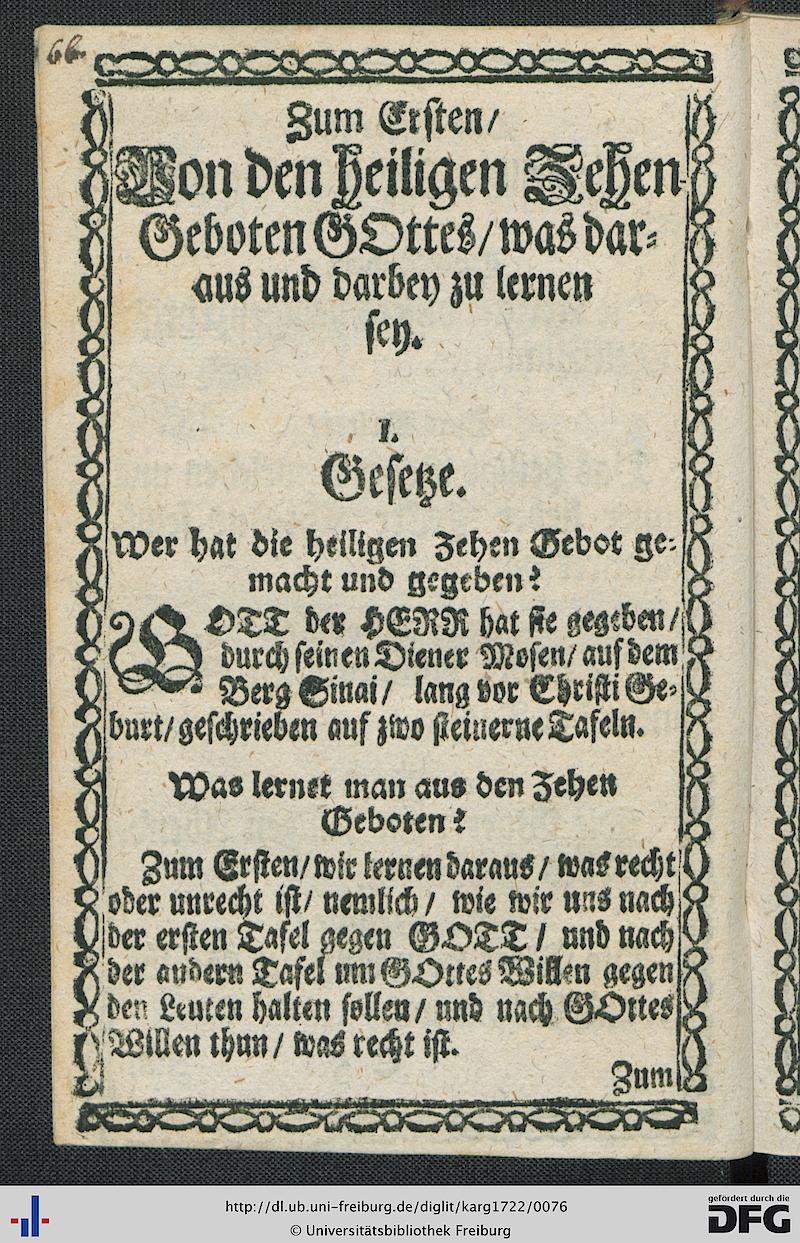 66.
Zum Ersten/
Von den heiligen Zehen
Geboten GOttes/ was dar-
aus und darbey zu lernen
sey.
I.
Gesetze.
Wer hat die heiligen Zehen Gebot ge-
macht und gegeben?
GOTT der HERR hat sie gegeben/
durch seinen Diener Mosen/ auf dem
Berg Sinai/ lang vor Christi Ge-
burt/ geschrieben auf zwo steinerne Tafeln.
Was lernet man aus den Zehen
Geboten?
Zum Ersten/ wir lernen daraus/ was recht
oder unrecht ist/ nemlich/ wie wir uns nach
der ersten Tafel gegen GOTT/ und nach
der andern Tafel um GOttes Willen gegen
den Leuten halten sollen/ und nach GOttes
Willen thun/ was recht ist.
Zum
http://dl.ub.uni-freiburg.de/diglit/karg1722/0076
© Universitätsbibliothek Freiburg
gefördert durch die
DFG